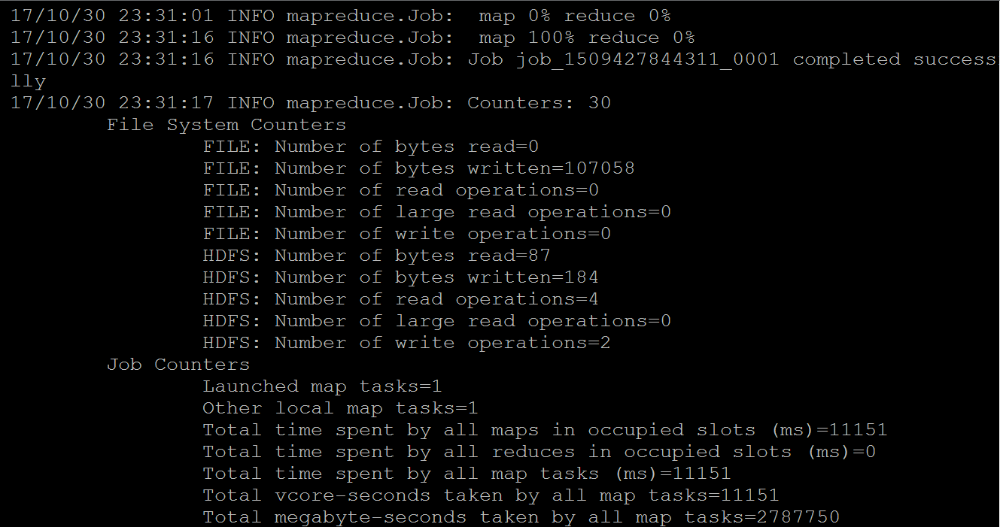 17/10/30 23:31:01 INFO mapreduce.Job:  map 0% reduce 0%
17/10/30 23:31:16 INFO mapreduce.Job:  map 100% reduce 0%
17/10/30 23:31:16 INFO mapreduce.Job: Job job_1509427844311_0001 completed success
lly
17/10/30 23:31:17 INFO mapreduce.Job: Counters: 30
        File System Counters
                FILE: Number of bytes read=0
                FILE: Number of bytes written=107058
                FILE: Number of read operations=0
                FILE: Number of large read operations=0
                FILE: Number of write operations=0
                HDFS: Number of bytes read=87
                HDFS: Number of bytes written=184
                HDFS: Number of read operations=4
                HDFS: Number of large read operations=0
                HDFS: Number of write operations=2
        Job Counters
                Launched map tasks=1
                Other local map tasks=1
                Total time spent by all maps in occupied slots (ms)=11151
                Total time spent by all reduces in occupied slots (ms)=0
                Total time spent by all map tasks (ms)=11151
                Total vcore-seconds taken by all map tasks=11151
                Total megabyte-seconds taken by all map tasks=2787750